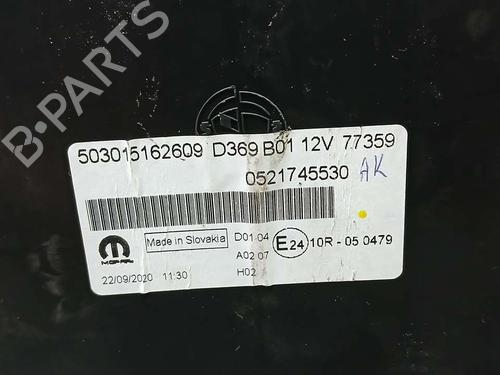 B-PARTS
503015162609 D369 B01 12V 77359
0521745530 AK
MOPAR
Made in Slovakia
D01 04
A02 07
H02
E24 10R - 05 0479
22/09/2020 11:30